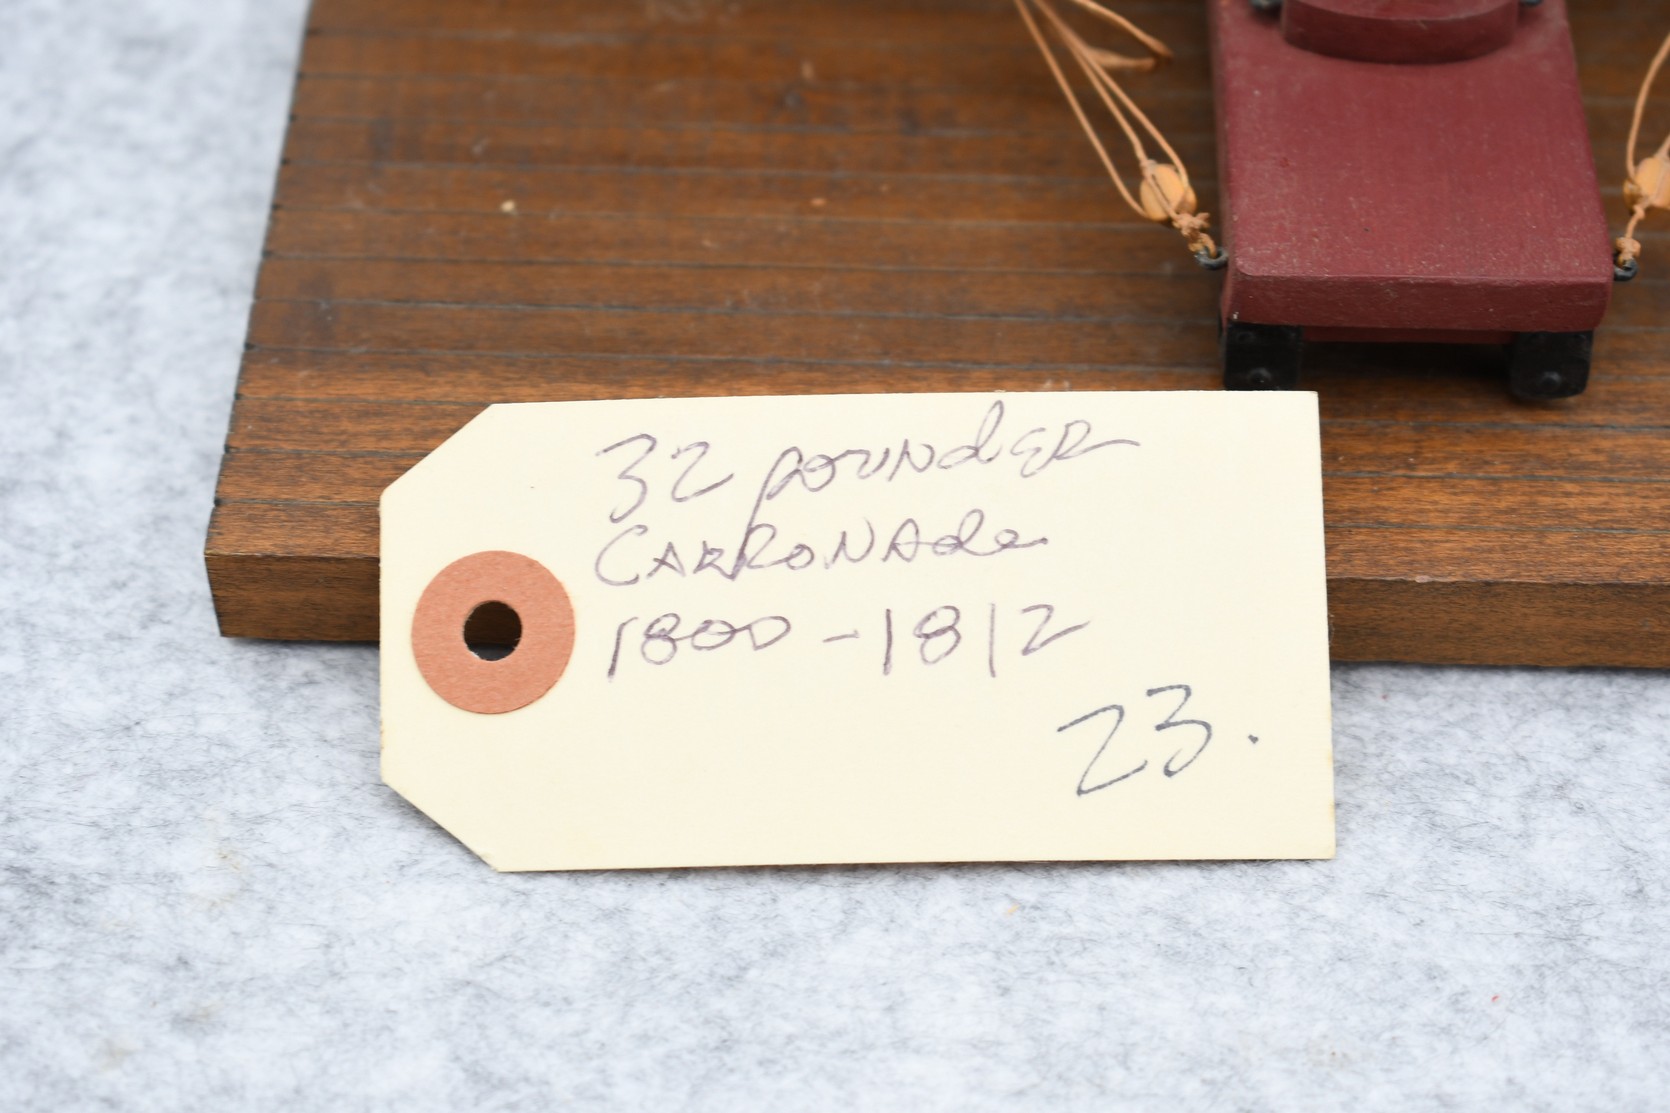 32 pounder
Carronade
1800-1812
23.